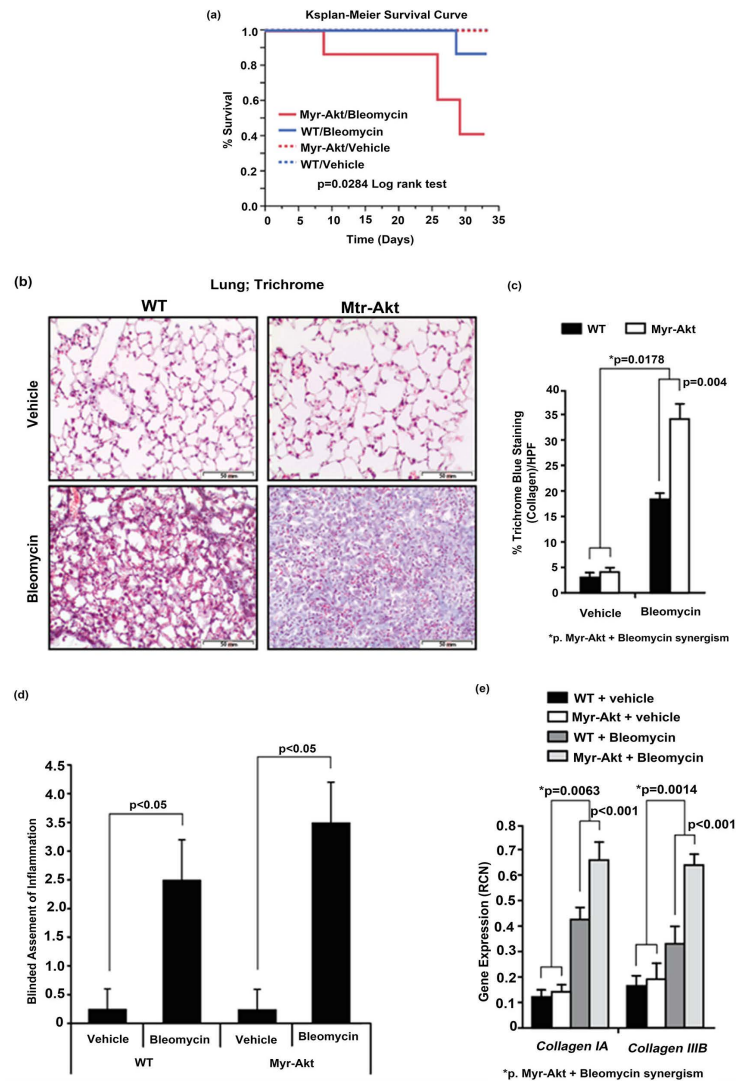 (a)
Ksplan-Meier Survival Curve
1.0
0.8
0.6
0.4
0.2
0.0
% Survival
Myr-Akt/Bleomycin
WT/Bleomycin
Myr-Akt/Vehicle
WT/Vehicle
p=0.0284 Log rank test
0 5 10 15 20 25 30 35
Time (Days)
(b)
Lung; Trichrome
WT Mtr-Akt
Vehicle
Bleomycin
50 mm
50 mm
50 mm
50 mm
(c)
WT Myr-Akt
*p=0.0178
p=0.004
40
35
30
25
20
15
10
5
0
% Trichrome Blue Staining
(Collagen)/HPF
Vehicle Bleomycin
*p. Myr-Akt + Bleomycin synergism
(d)
4.5
4.0
3.5
3.0
2.5
2.0
1.5
1.0
0.5
0
Blinded Assement of Inflammation
p<0.05
p<0.05
Vehicle Bleomycin Vehicle Bleomycin
WT Myr-Akt
(e)
WT + vehicle
Myr-Akt + vehicle
WT + Bleomycin
Myr-Akt + Bleomycin
*p=0.0063 *p=0.0014
p<0.001 p<0.001
0.8
0.7
0.6
0.5
0.4
0.3
0.2
0.1
0
Gene Expression (RCN)
Collagen IA Collagen IIIB
*p. Myr-Akt + Bleomycin synergism